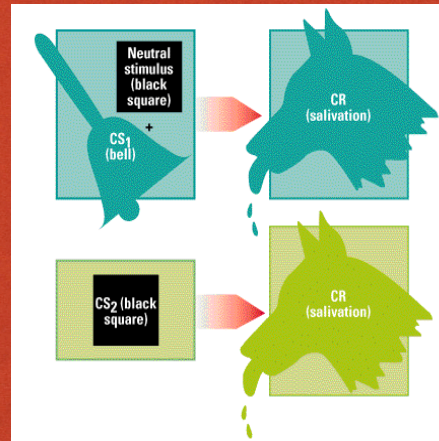 Neutral
stimulus
(black
square)
+
CS₁
(bell)
CR
(salivation)
CS₂ (black
square)
CR
(salivation)